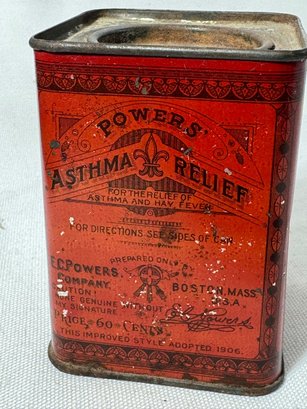 POWERS'
ASTHMA RELIEF
FOR THE RELIEF OF
ASTHMA AND HAY FEVER
FOR DIRECTIONS SEE SIDES OF CAN
PREPARED ONLY
E.C. POWERS
COMPANY.
BOSTON, MASS
U.S.A.
GENUINE WITHOUT
MY SIGNATURE
PRICE 60 CENTS
THIS IMPROVED STYLE ADOPTED 1906.